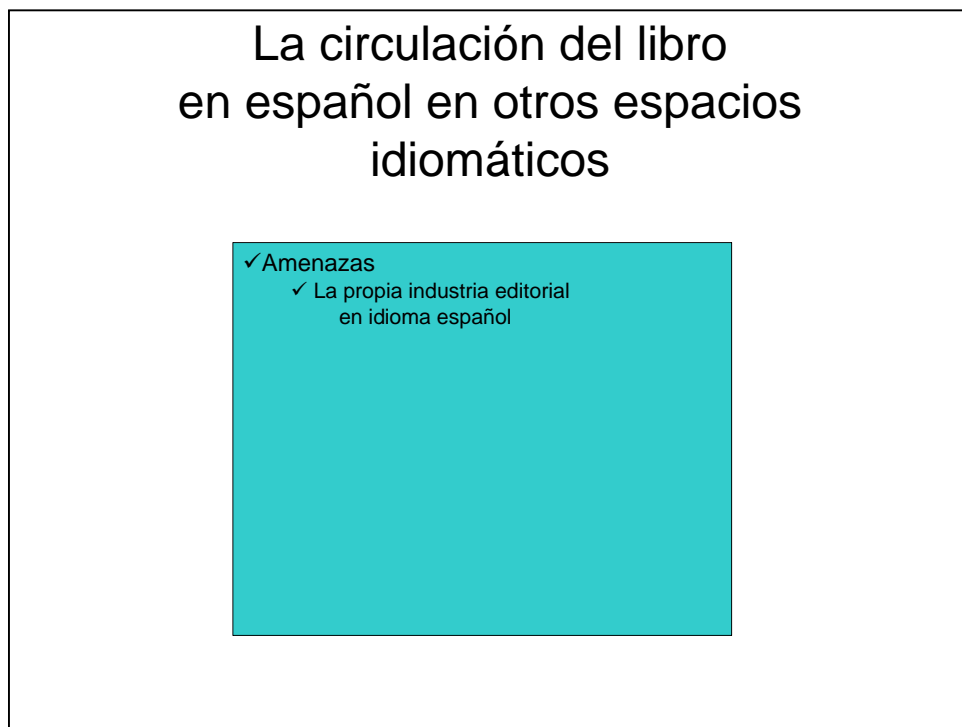 La circulación del libro
en español en otros espacios
idiomáticos
✓Amenazas
✓ La propia industria editorial
en idioma español